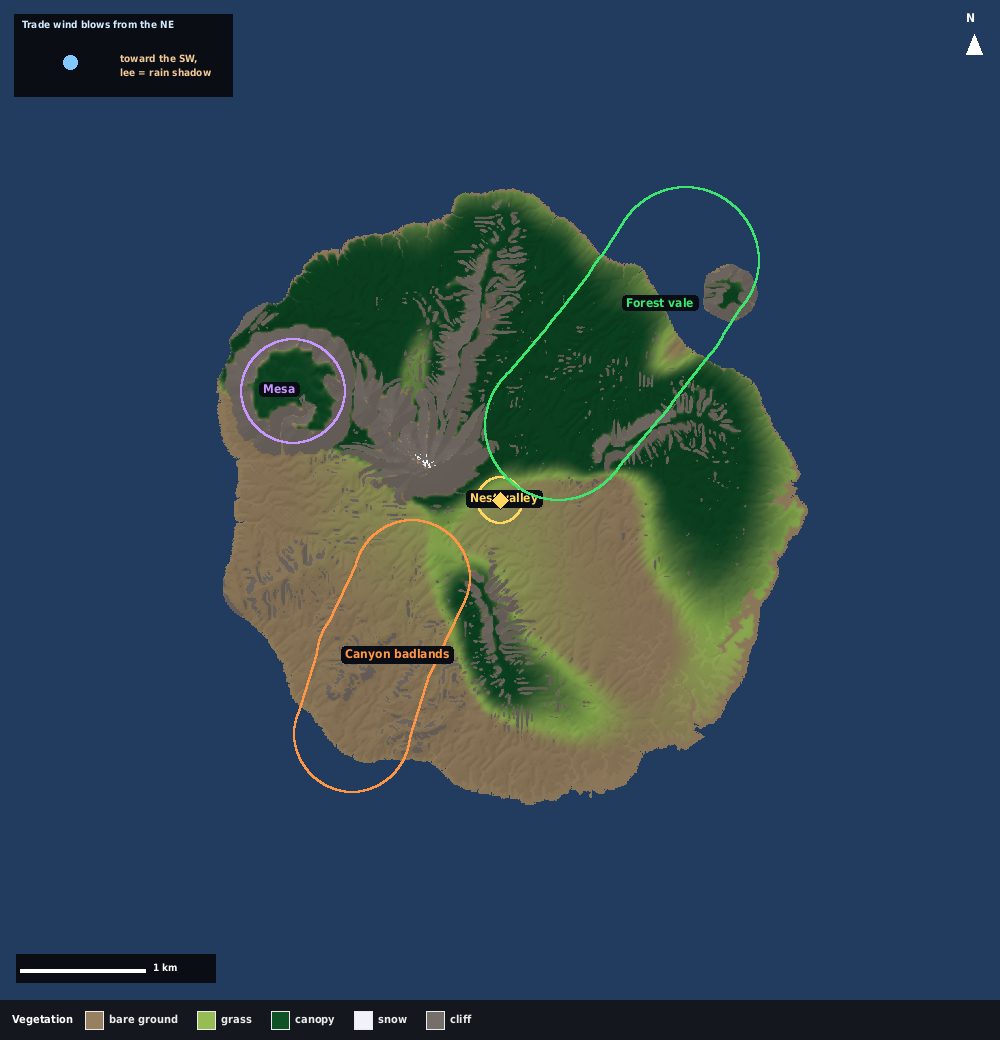 Trade wind blows from the NE
toward the SW,
lee = rain shadow
N
Forest vale
Mesa
Canyon badlands
1 km
Vegetation
bare ground
grass
canopy
snow
cliff